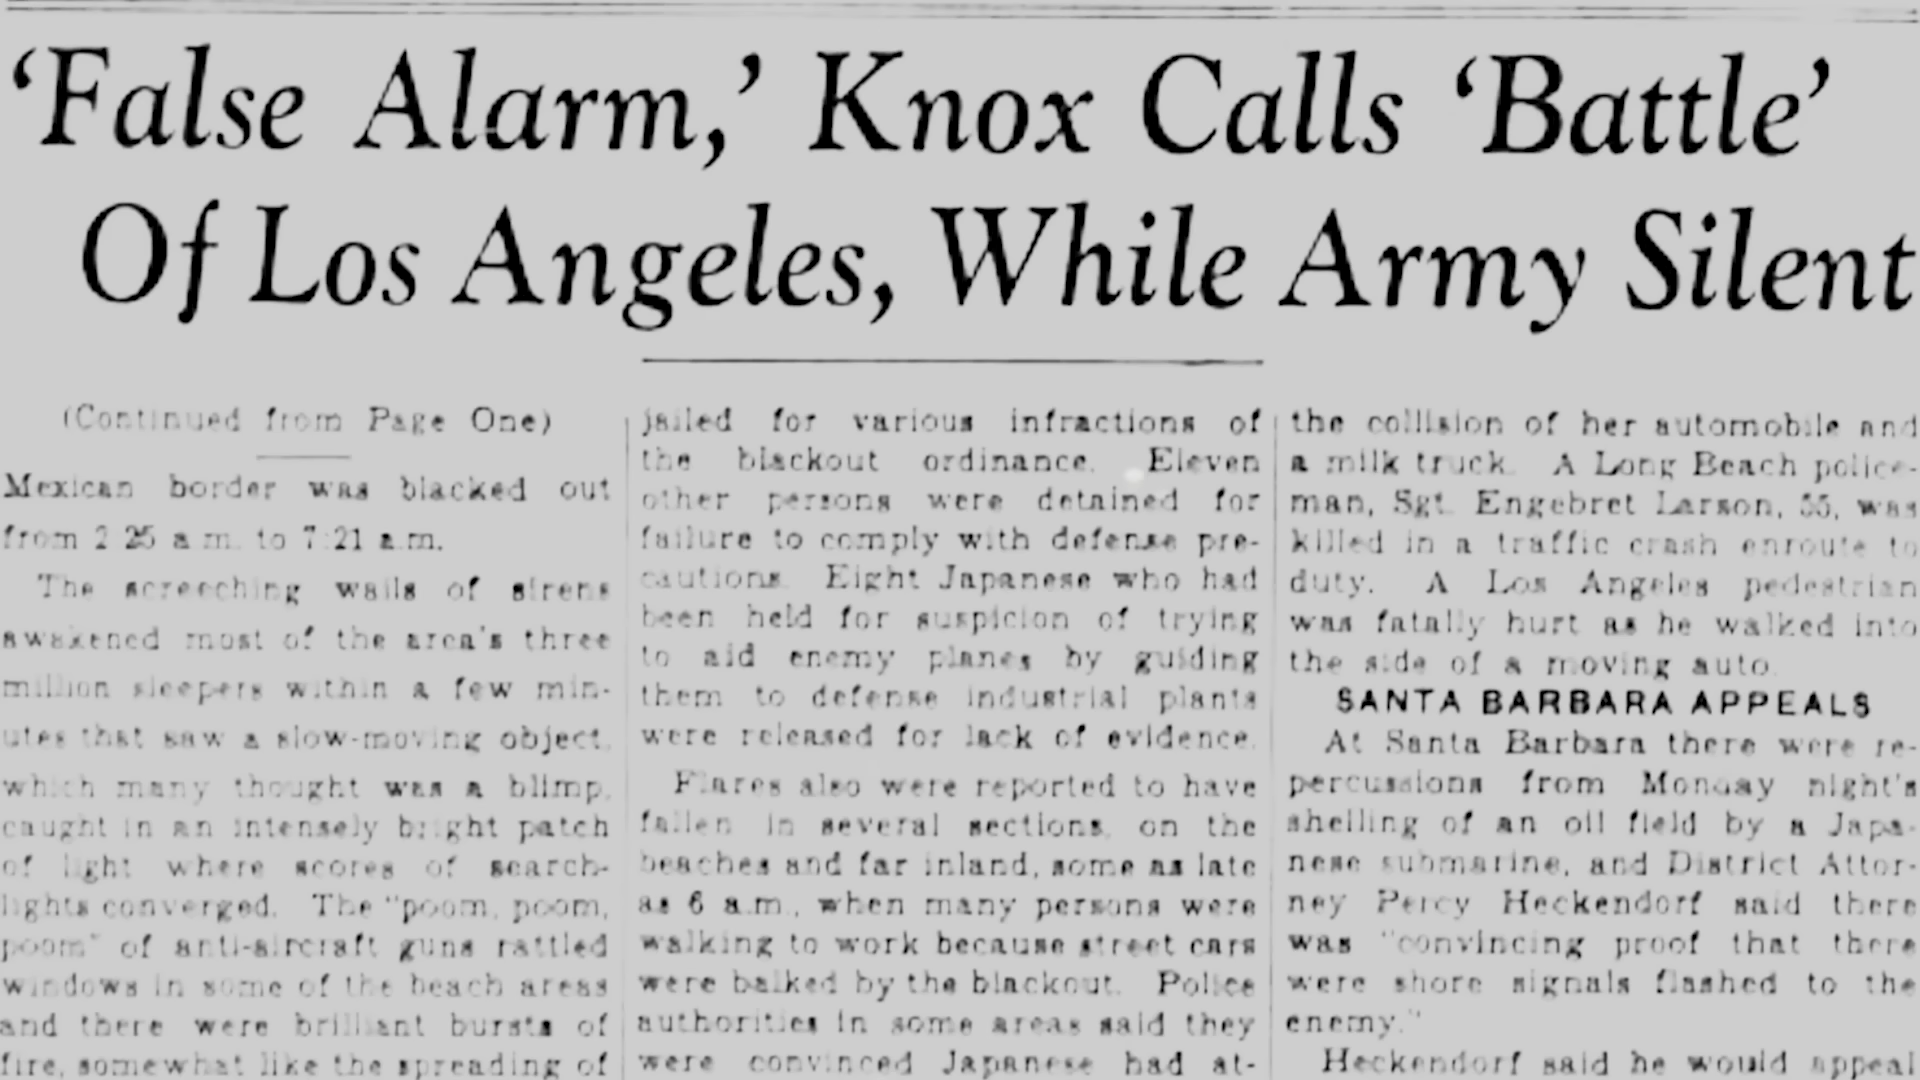 ‘False Alarm,’ Knox Calls ‘Battle’
Of Los Angeles, While Army Silent
(Continued from Page One)
Mexican border was blacked out
from 2 25 a m. to 7:21 a.m.
The screeching wails of sirens
awakened most of the area's three
million sleepers within a few min-
utes that saw a slow-moving object,
which many thought was a blimp,
caught in an intensely bright patch
of light where scores of search-
lights converged. The "poom, poom,
poom" of anti-aircraft guns rattled
windows in some of the beach areas
and there were brilliant bursts of
fire, somewhat like the spreading of
jailed for various infractions of
the blackout ordinance. Eleven
other persons were detained for
failure to comply with defense pre-
cautions. Eight Japanese who had
been held for suspicion of trying
to aid enemy planes by guiding
them to defense industrial plants
were released for lack of evidence.
Flares also were reported to have
fallen in several sections, on the
beaches and far inland, some as late
as 6 a.m., when many persons were
walking to work because street cars
were balked by the blackout. Police
authorities in some areas said they
were convinced Japanese had at-
the collision of her automobile and
a milk truck. A Long Beach police-
man, Sgt. Engebret Larson, 55, was
killed in a traffic crash enroute to
duty. A Los Angeles pedestrian
was fatally hurt as he walked into
the side of a moving auto.
SANTA BARBARA APPEALS
At Santa Barbara there were re-
percussions from Monday night's
shelling of an oil field by a Japa-
nese submarine, and District Attor-
ney Percy Heckendorf said there
was "convincing proof that there
were shore signals flashed to the
enemy."
Heckendorf said he would appeal